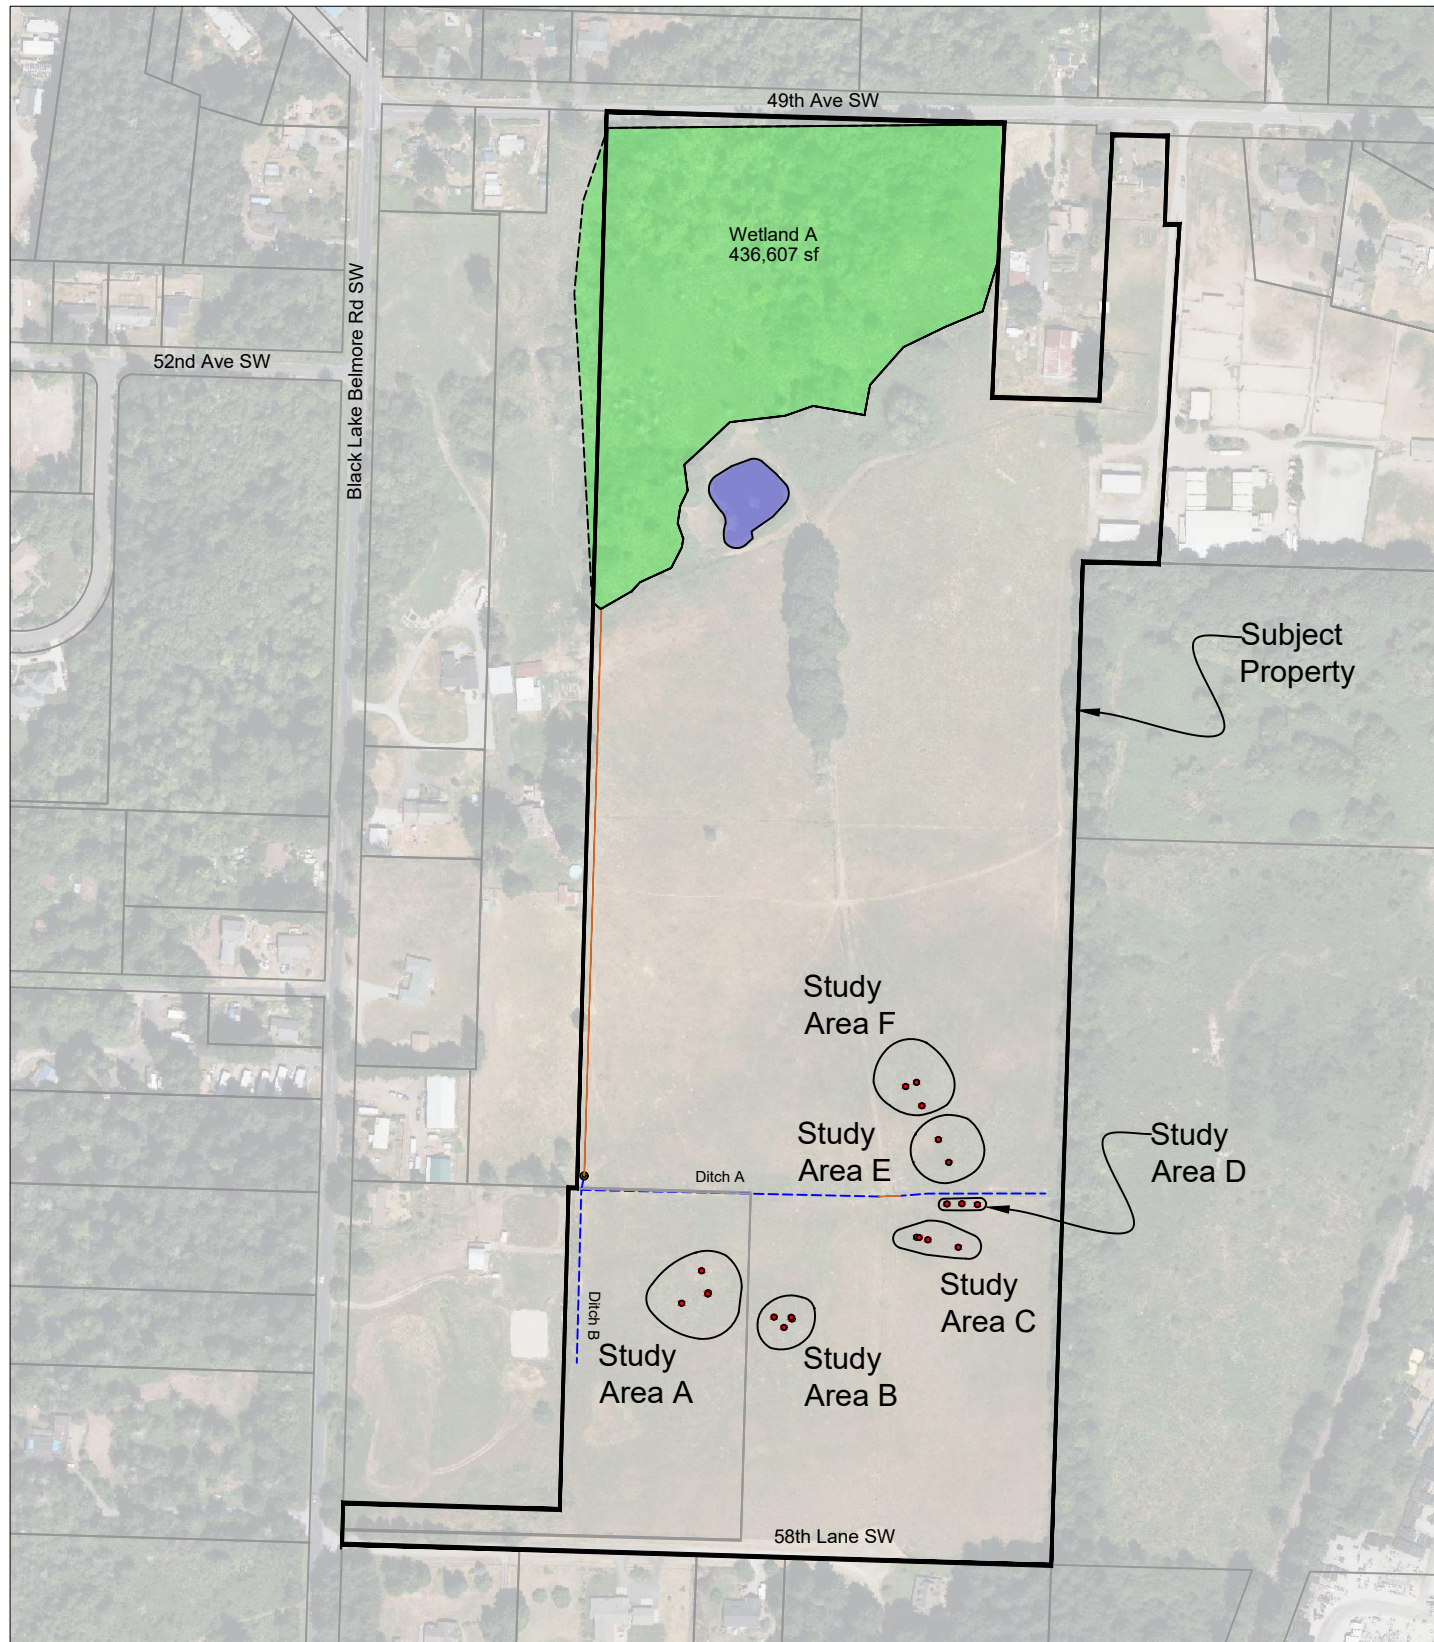 49th Ave SW
Wetland A
436,607 sf
52nd Ave SW
Black Lake Belmore Rd SW
Subject
Property
Study
Area F
Study
Area E
Study
Area D
Ditch A
Study
Area C
Ditch B
Study
Area A
Study
Area B
58th Lane SW